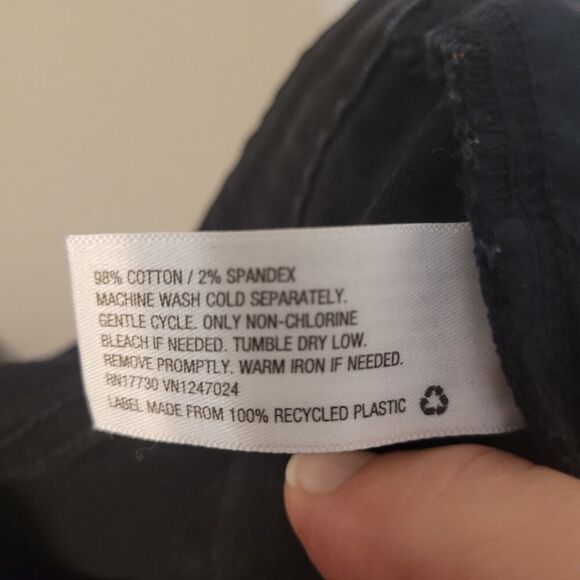 98% COTTON / 2% SPANDEX
MACHINE WASH COLD SEPARATELY.
GENTLE CYCLE. ONLY NON-CHLORINE
BLEACH IF NEEDED. TUMBLE DRY LOW.
REMOVE PROMPTLY. WARM IRON IF NEEDED.
RN17730 VN1247024
LABEL MADE FROM 100% RECYCLED PLASTIC